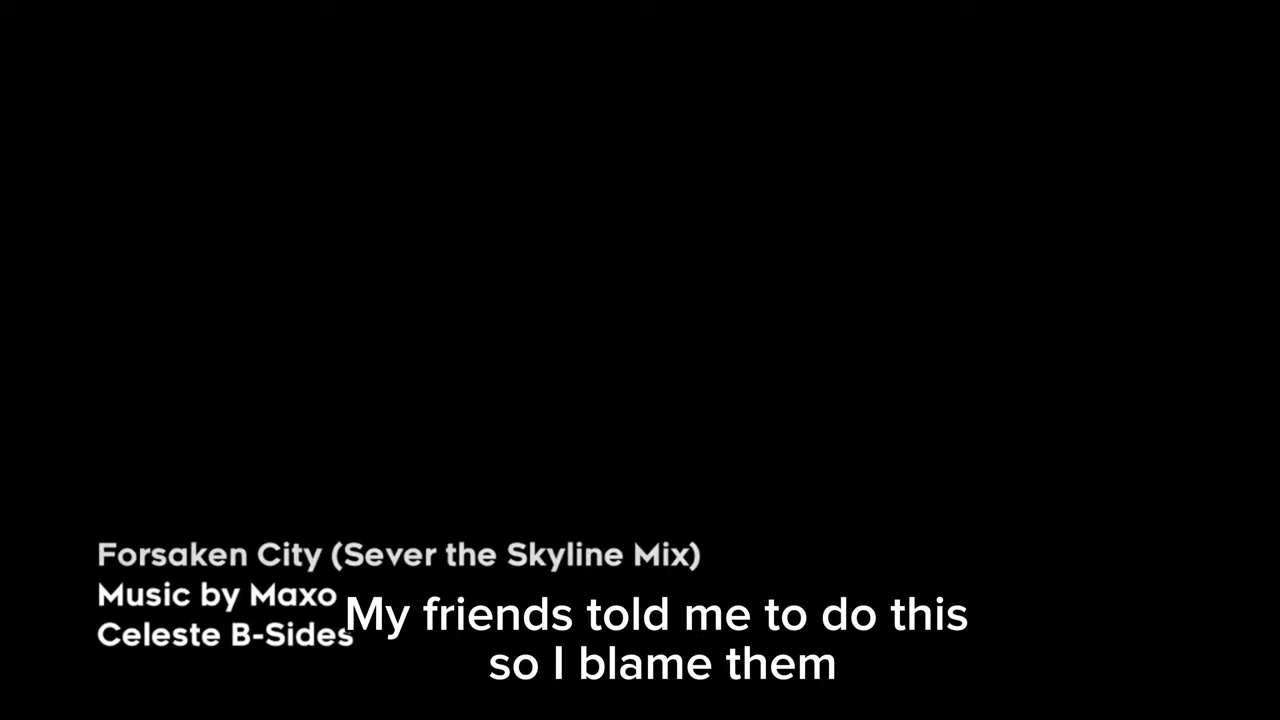 Forsaken City (Sever the Skyline Mix)
Music by Maxo
Celeste B-Sides
My friends told me to do this
so I blame them